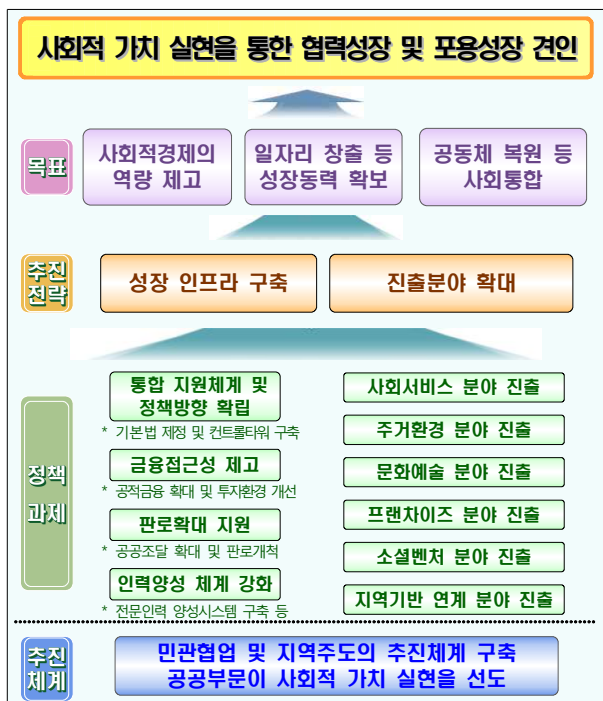 사회적 가치 실현을 통한 협력성장 및 포용성장 견인
목표
사회적경제의
역량 제고
일자리 창출 등
성장동력 확보
공동체 복원 등
사회통합
추진
전략
성장 인프라 구축
진출분야 확대
정책
과제
통합 지원체계 및
정책방향 확립
* 기본법 제정 및 컨트롤타워 구축
금융접근성 제고
* 공적금융 확대 및 투자환경 개선
판로확대 지원
* 공공조달 확대 및 판로개척
인력양성 체계 강화
* 전문인력 양성시스템 구축 등
사회서비스 분야 진출
주거환경 분야 진출
문화예술 분야 진출
프랜차이즈 분야 진출
소셜벤처 분야 진출
지역기반 연계 분야 진출
추진
체계
민관협업 및 지역주도의 추진체계 구축
공공부문이 사회적 가치 실현을 선도